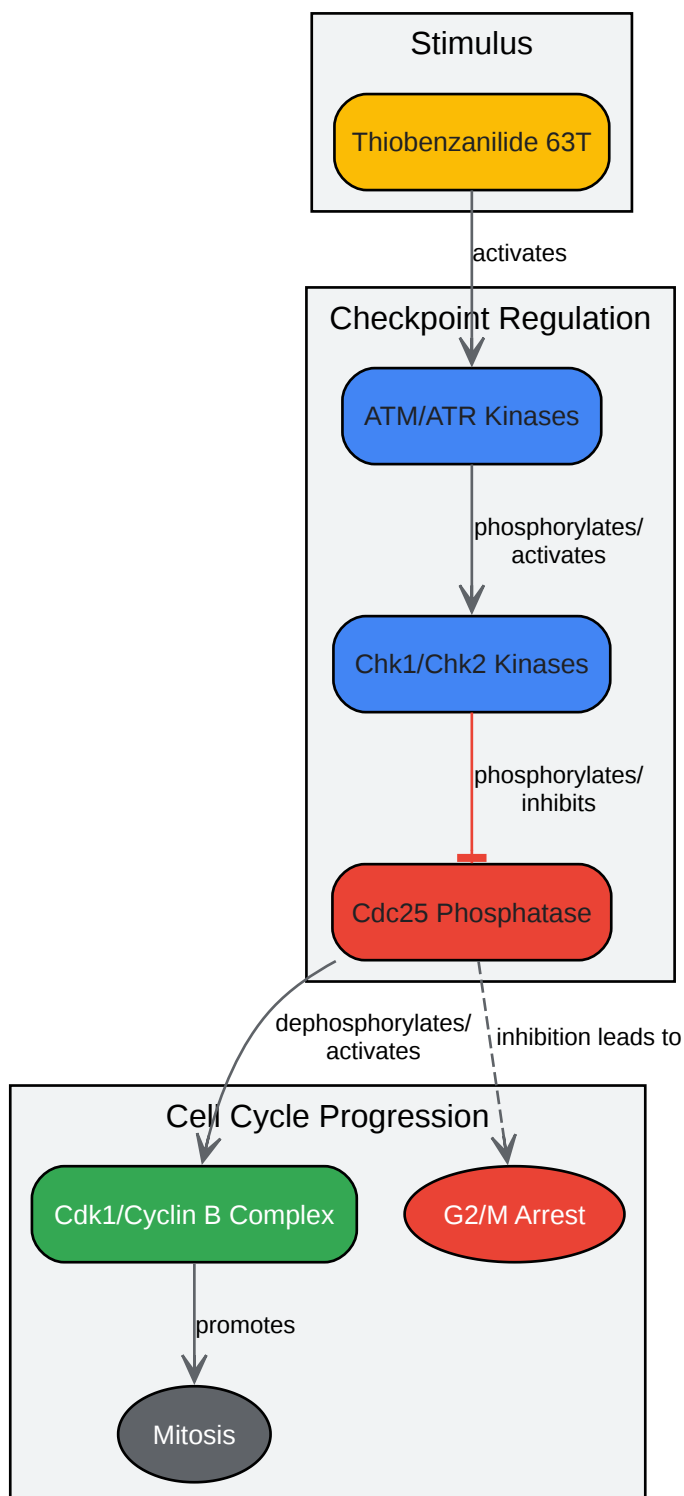 Stimulus
Thiobenzanilide 63T
activates
Checkpoint Regulation
ATM/ATR Kinases
phosphorylates/
activates
Chk1/Chk2 Kinases
phosphorylates/
inhibits
Cdc25 Phosphatase
dephosphorylates/
activates
inhibition leads to
Cell Cycle Progression
Cdk1/Cyclin B Complex
G2/M Arrest
promotes
Mitosis